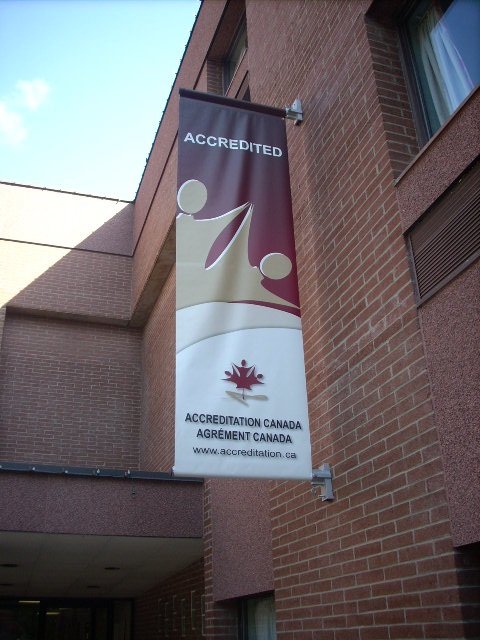 ACCREDITED
ACCREDITATION CANADA
AGRÉMENT CANADA
www.accreditation.ca